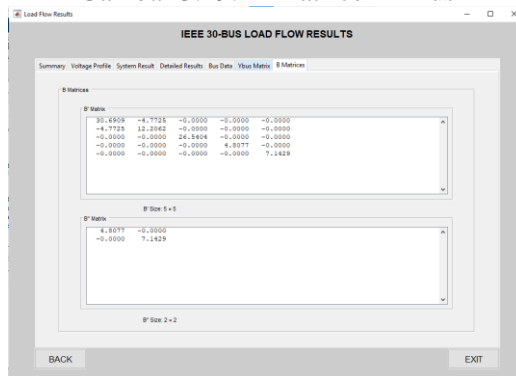 Load Flow Results
IEEE 30-BUS LOAD FLOW RESULTS
Summary Voltage Profile System Result Detailed Results Bus Data Ybus Matrix B Matrices
B Matrices
B' Matrix
30.6909 -4.7725 -0.0000 -0.0000 -0.0000
-4.7725 12.2062 -0.0000 -0.0000 -0.0000
-0.0000 -0.0000 26.5404 -0.0000 -0.0000
-0.0000 -0.0000 -0.0000 4.8077 -0.0000
-0.0000 -0.0000 -0.0000 -0.0000 7.1429
B' Size: 5 × 5
B" Matrix
4.8077 -0.0000
-0.0000 7.1429
B" Size: 2 × 2
BACK EXIT